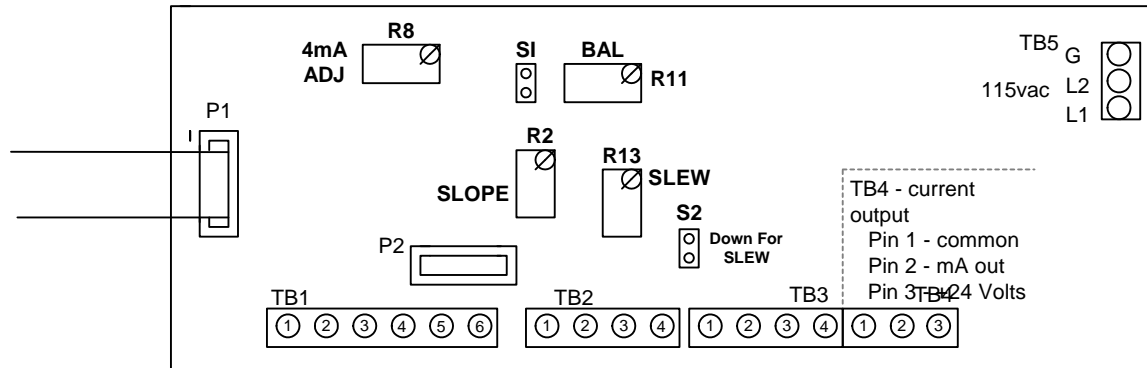 R8
4mA
ADJ
SI
BAL
R11
TB5
G
115vac
L2
L1
P1
I
R2
SLOPE
R13
SLEW
S2
Down For
SLEW
TB4 - current
output
Pin 1 - common
Pin 2 - mA out
Pin 3 - +24 Volts
P2
TB1
TB2
TB3
TB4
1 2 3 4 5 6
1 2 3 4
1 2 3 4
1 2 3